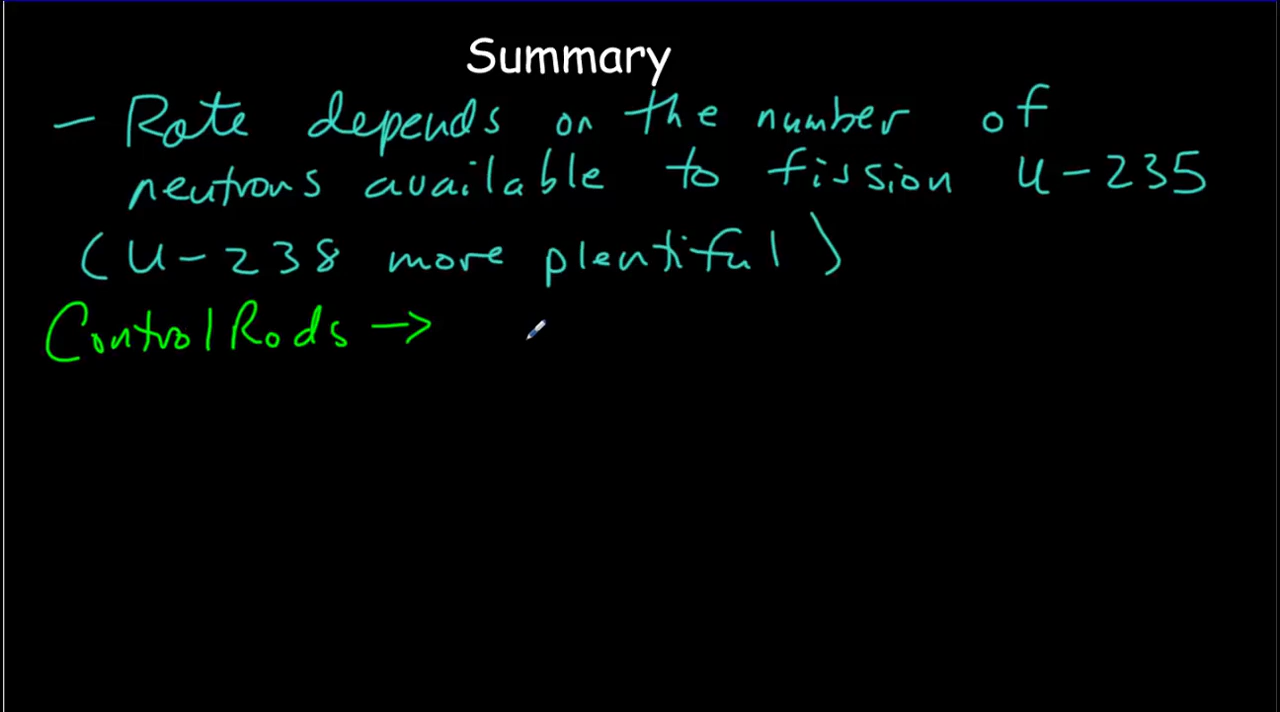 Summary
- Rate depends on the number of
neutrons available to fission U-235
(U-238 more plentiful)
Control Rods →